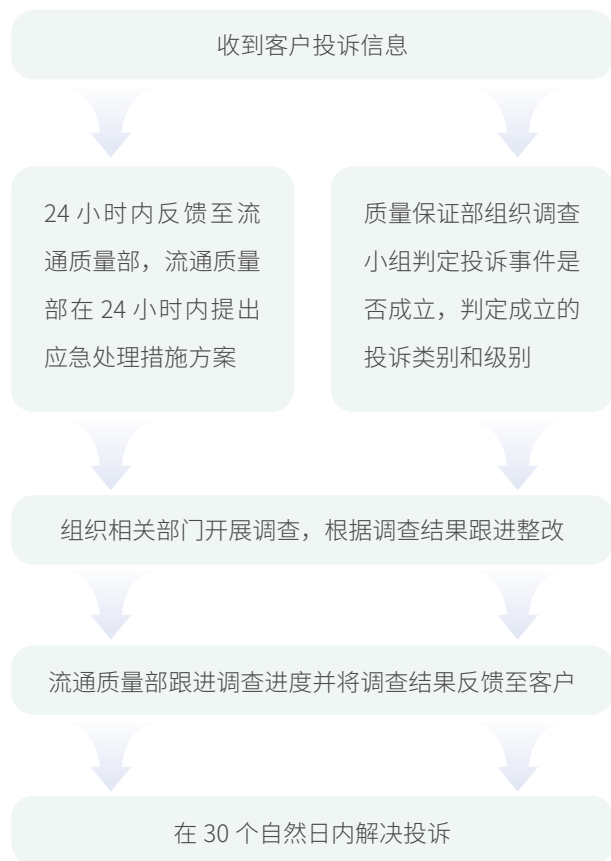 收到客户投诉信息
24 小时内反馈至流
通质量部，流通质量
部在 24 小时内提出
应急处理措施方案
质量保证部组织调查
小组判定投诉事件是
否成立，判定成立的
投诉类别和级别
组织相关部门开展调查，根据调查结果跟进整改
流通质量部跟进调查进度并将调查结果反馈至客户
在 30 个自然日内解决投诉